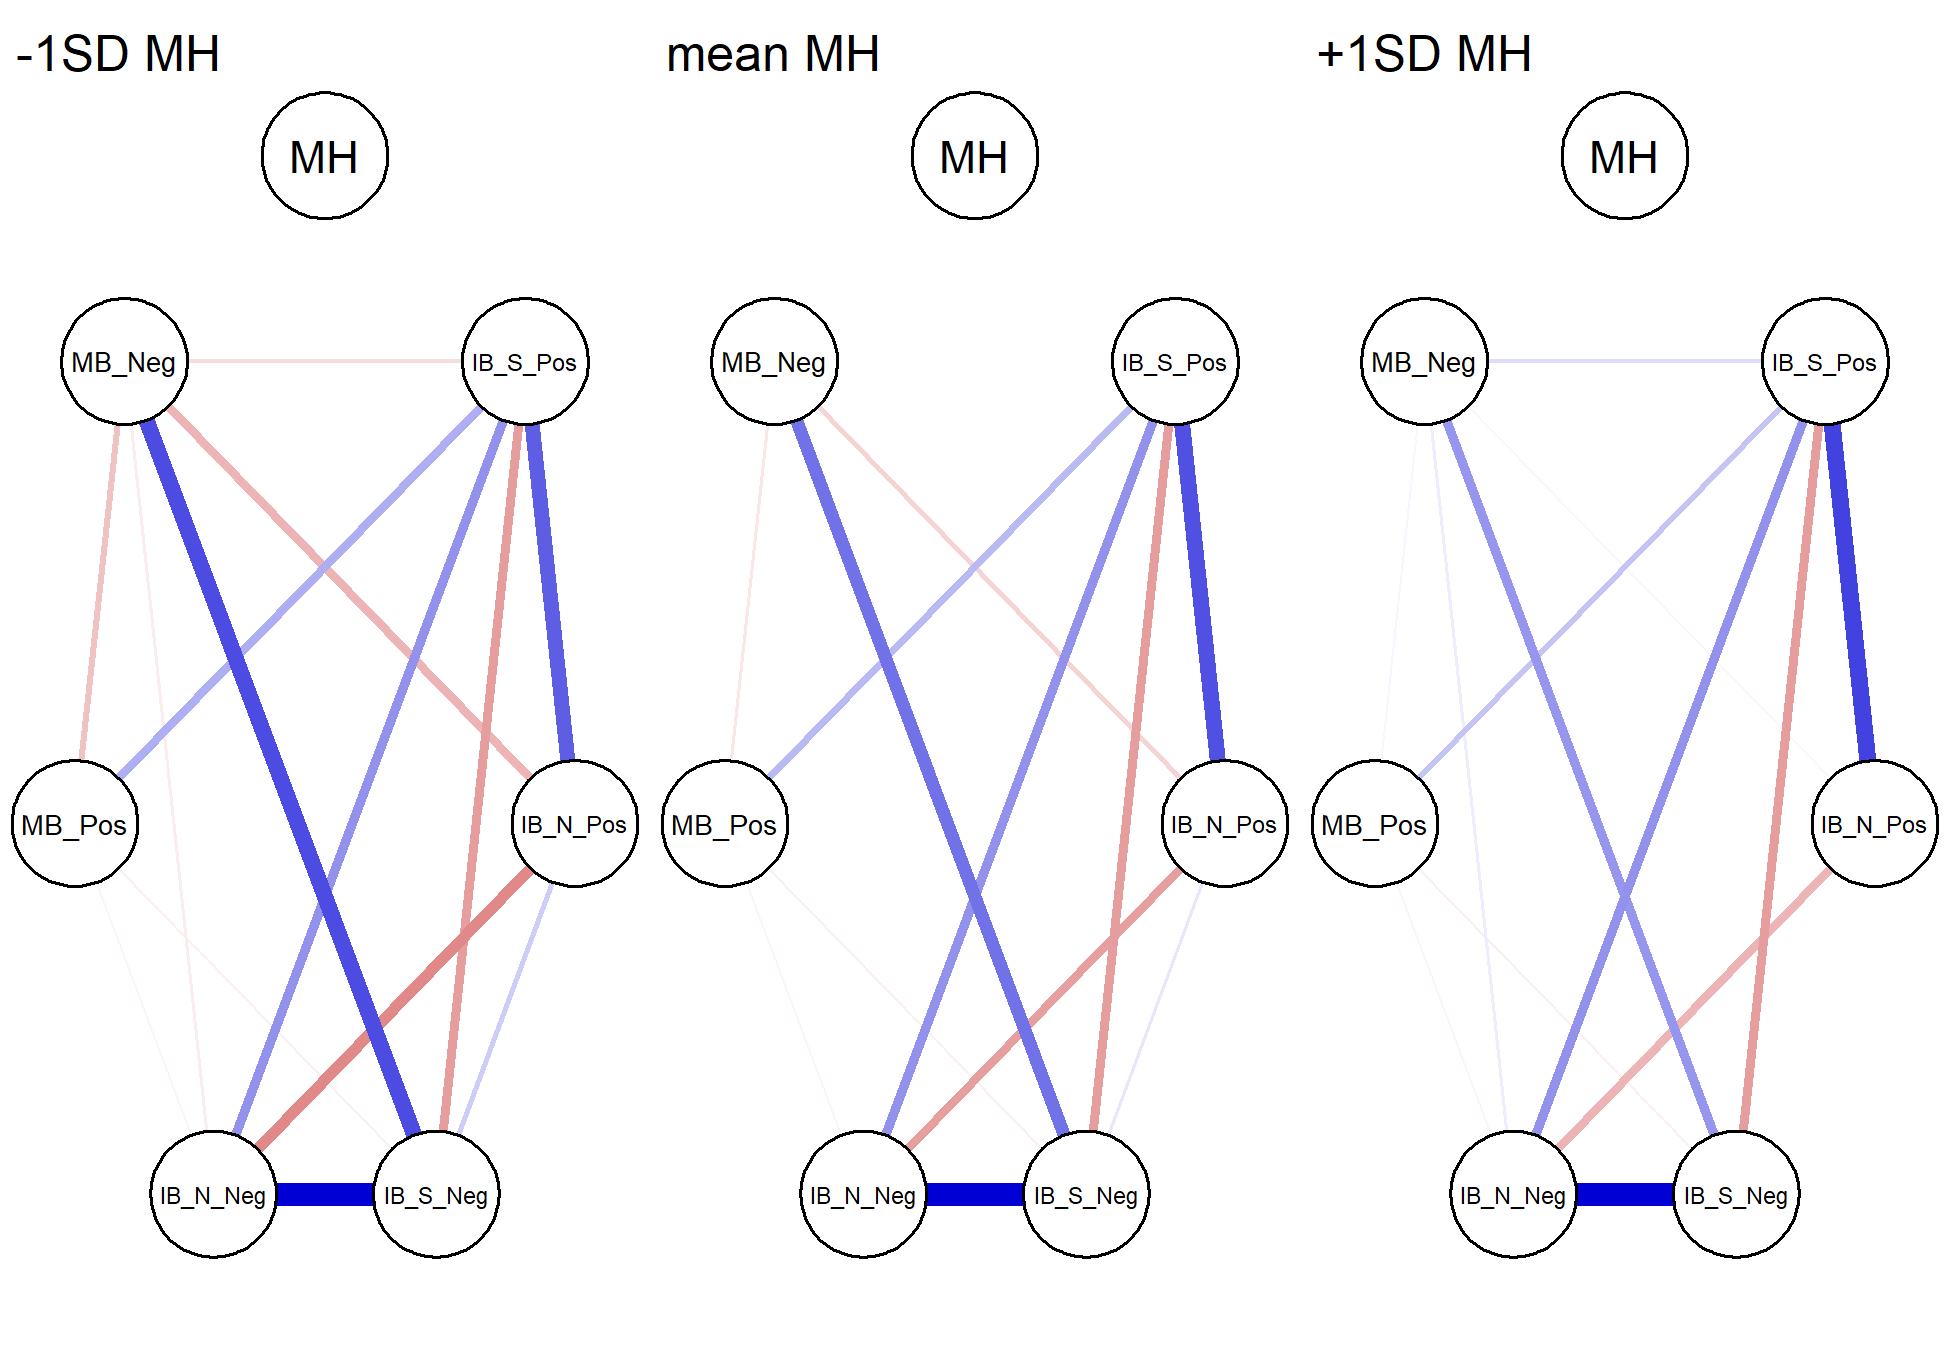 -1SD MH
mean MH
+1SD MH
MH
MH
MH
MB_Neg
IB_S_Pos
MB_Neg
IB_S_Pos
MB_Neg
IB_S_Pos
MB_Pos
IB_N_Pos
MB_Pos
IB_N_Pos
MB_Pos
IB_N_Pos
IB_N_Neg
IB_S_Neg
IB_N_Neg
IB_S_Neg
IB_N_Neg
IB_S_Neg